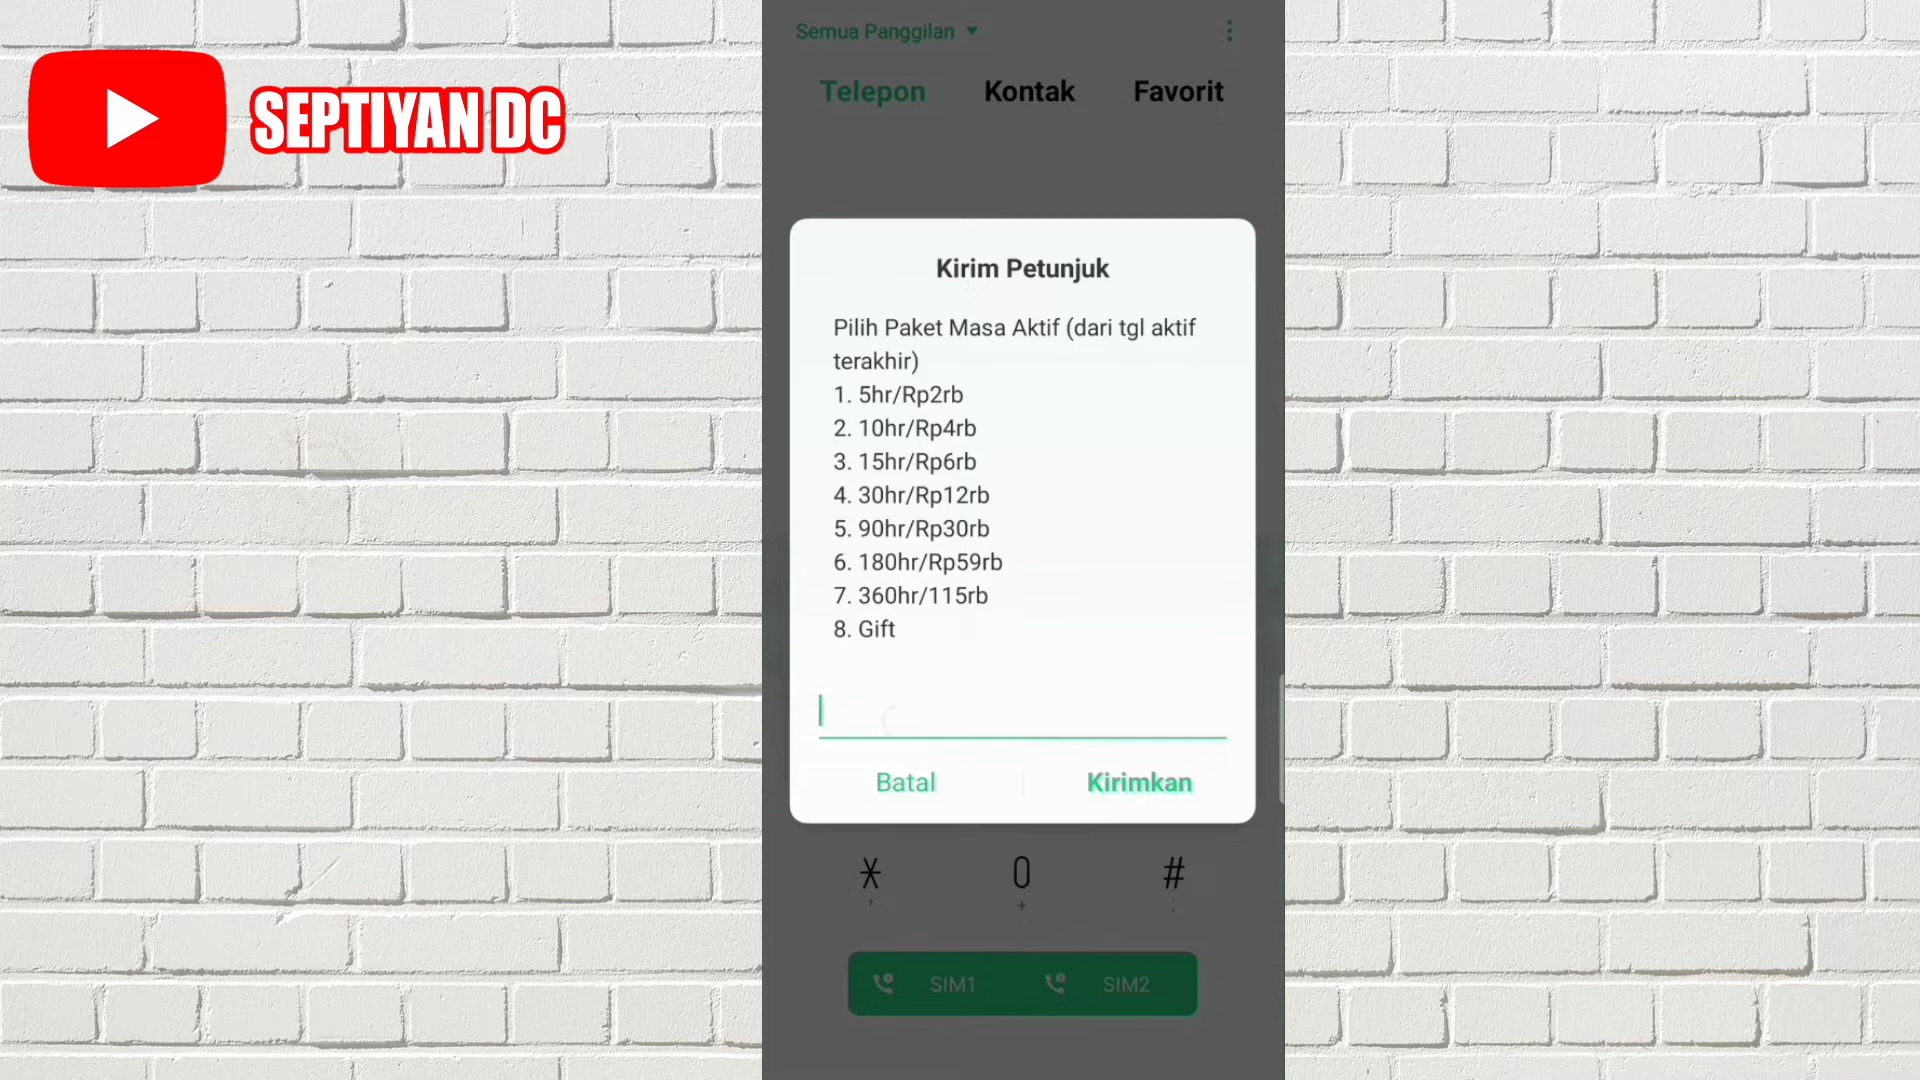 SEPTIYAN DC
Semua Panggilan
Telepon Kontak Favorit
Kirim Petunjuk
Pilih Paket Masa Aktif (dari tgl aktif
terakhir)
1. 5hr/Rp2rb
2. 10hr/Rp4rb
3. 15hr/Rp6rb
4. 30hr/Rp12rb
5. 90hr/Rp30rb
6. 180hr/Rp59rb
7. 360hr/115rb
8. Gift
Batal Kirimkan
* 0 #
, + ;
SIM1 SIM2